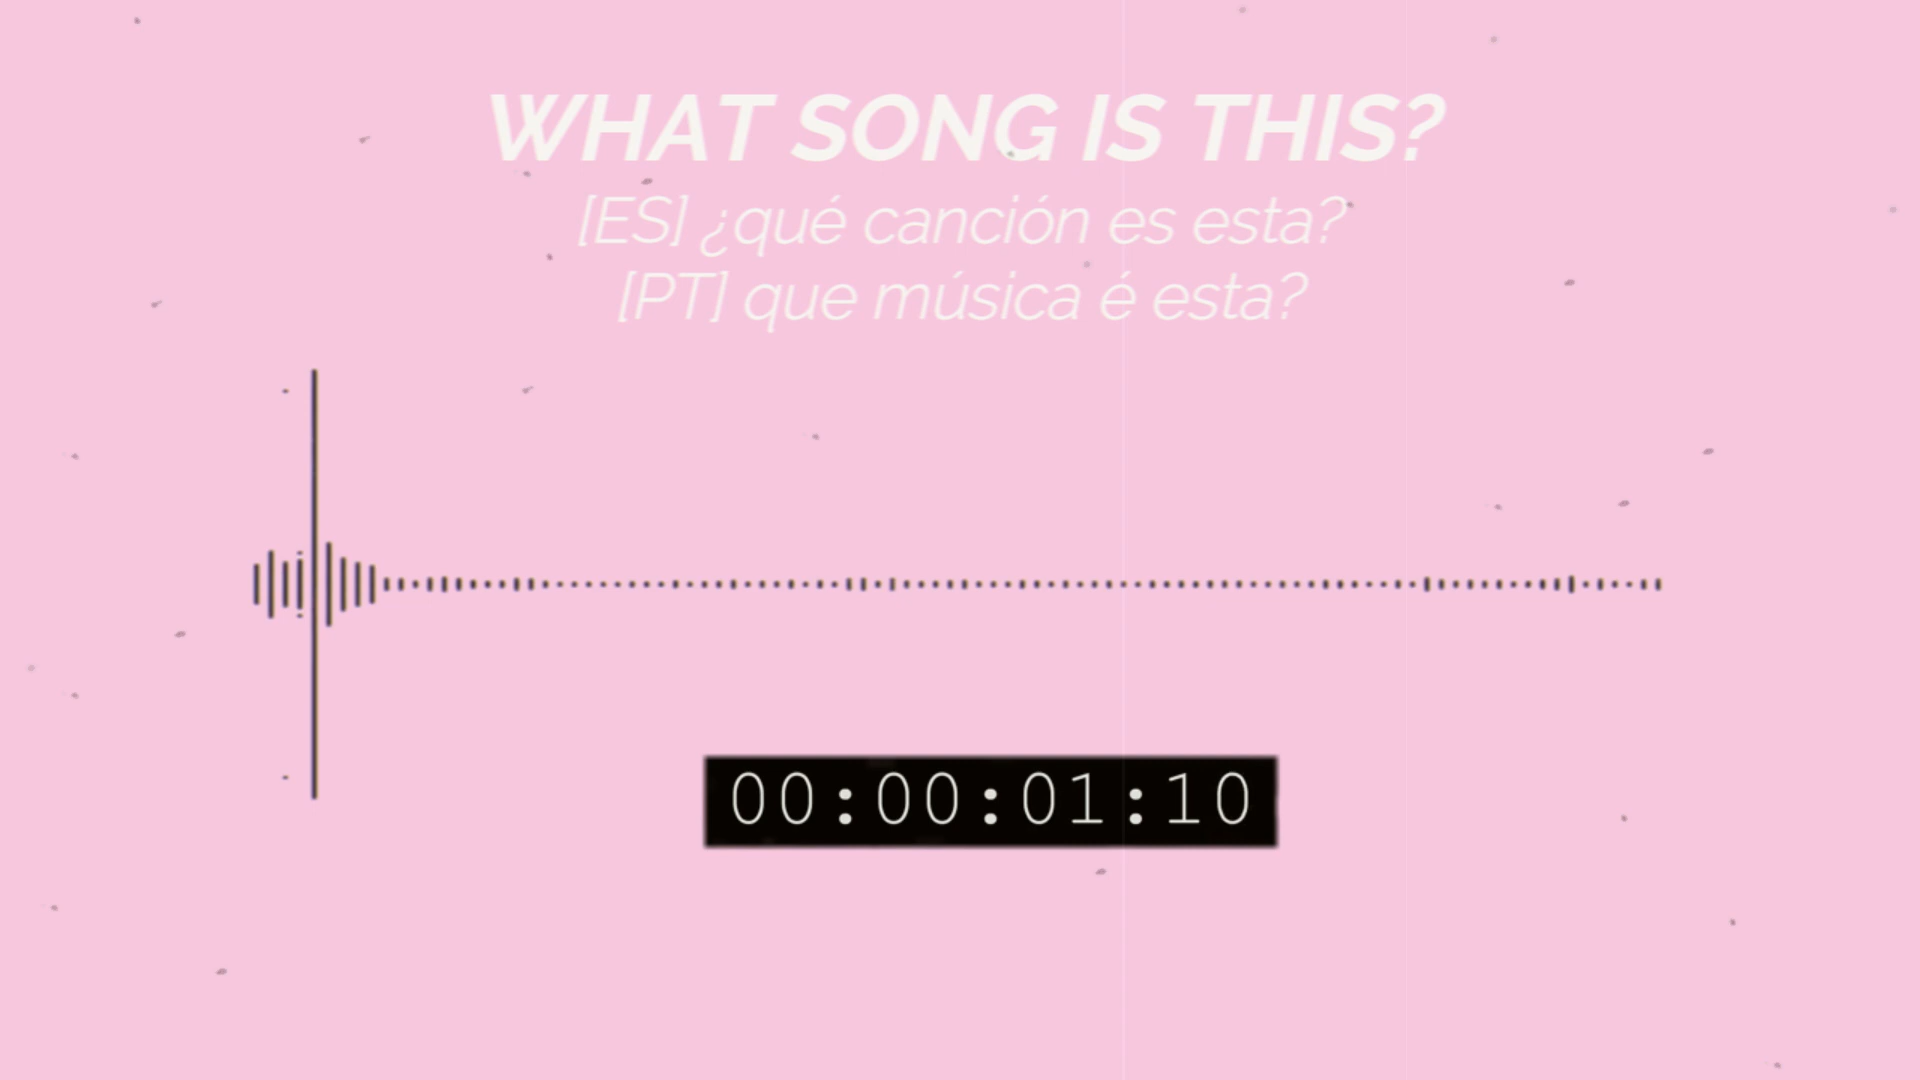 WHAT SONG IS THIS?
[ES] ¿qué canción es esta?
[PT] que música é esta?
00:00:01:10